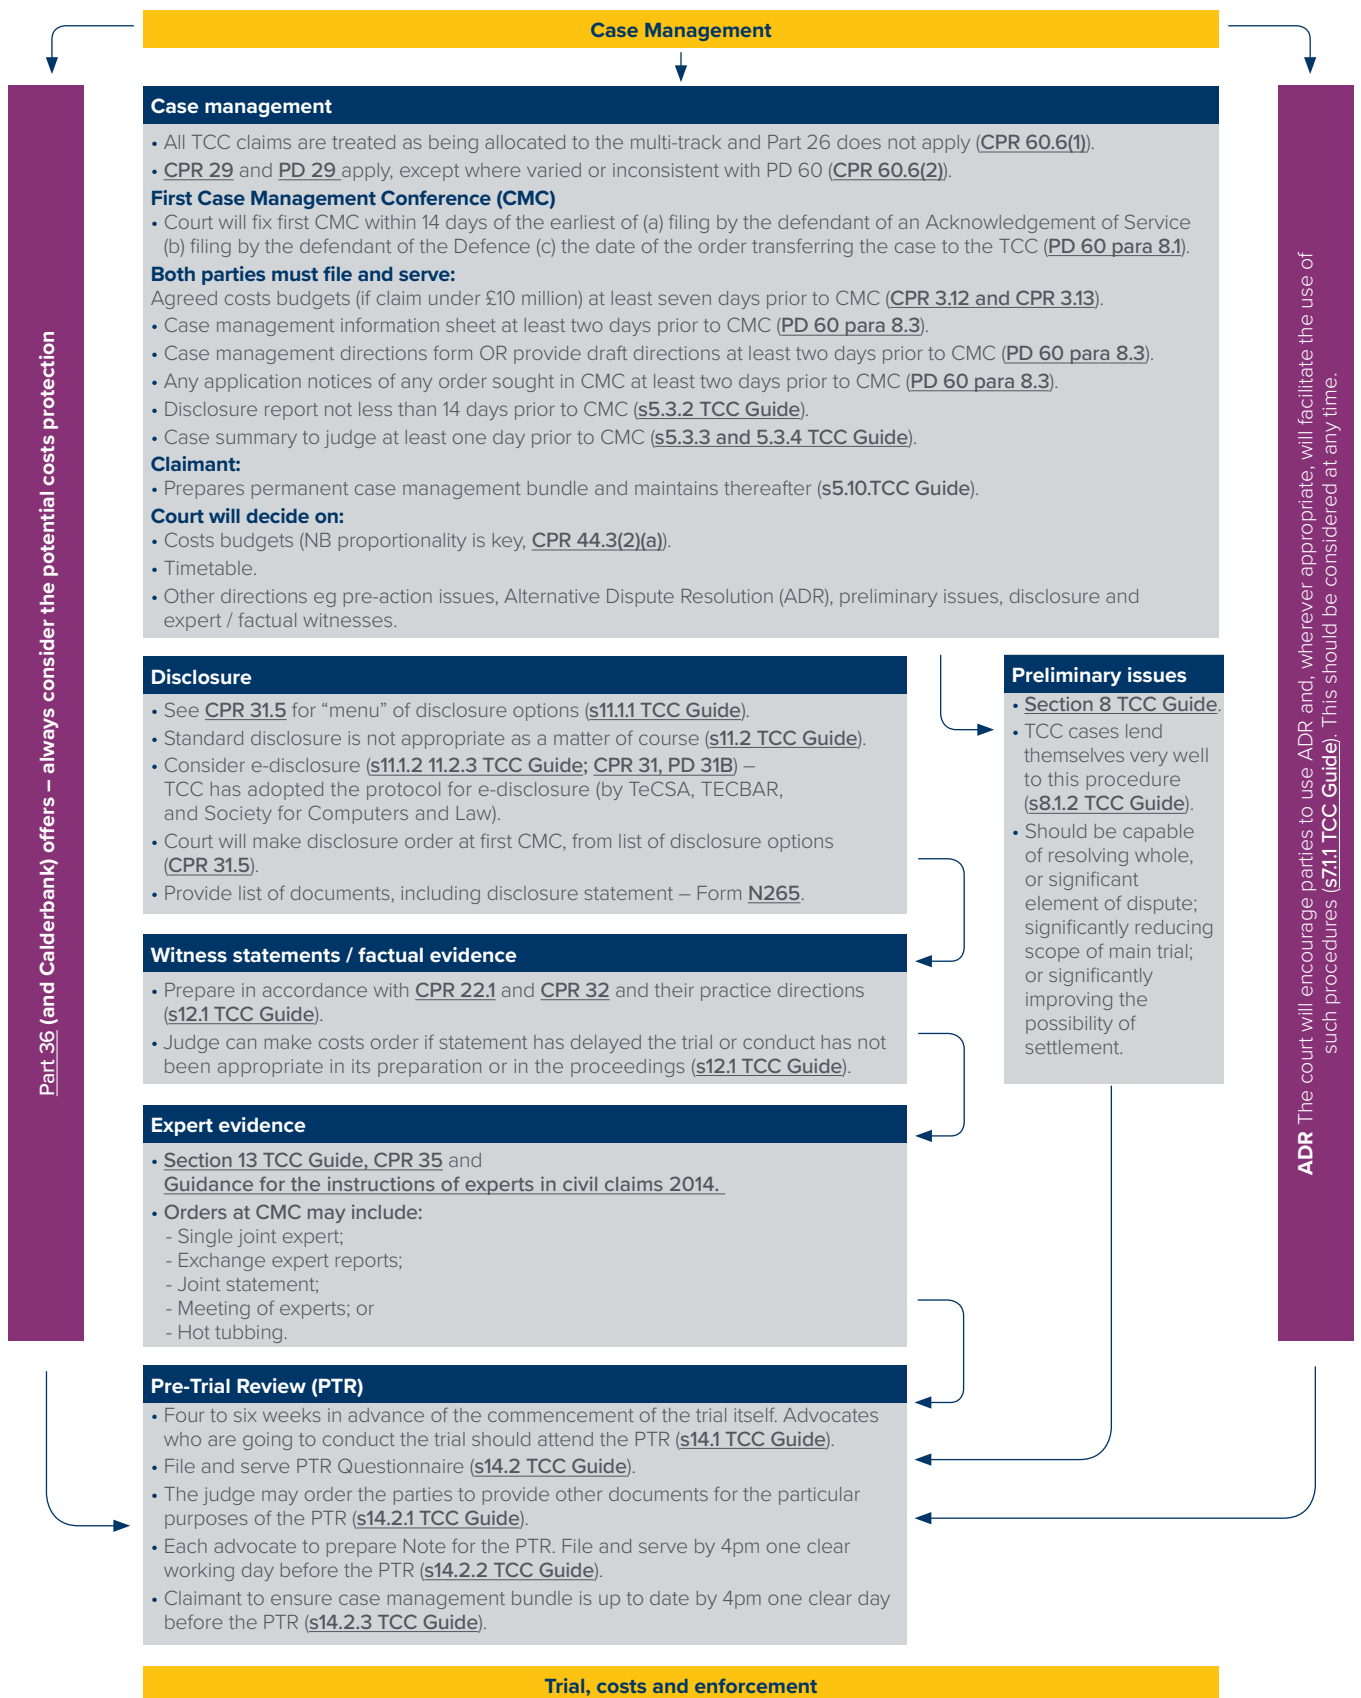 Case Management
Part 36 (and Calderbank) offers – always consider the potential costs protection
Case management
• All TCC claims are treated as being allocated to the multi-track and Part 26 does not apply (CPR 60.6(1)).
• CPR 29 and PD 29 apply, except where varied or inconsistent with PD 60 (CPR 60.6(2)).
First Case Management Conference (CMC)
• Court will fix first CMC within 14 days of the earliest of (a) filing by the defendant of an Acknowledgement of Service
(b) filing by the defendant of the Defence (c) the date of the order transferring the case to the TCC (PD 60 para 8.1).
Both parties must file and serve:
Agreed costs budgets (if claim under £10 million) at least seven days prior to CMC (CPR 3.12 and CPR 3.13).
• Case management information sheet at least two days prior to CMC (PD 60 para 8.3).
• Case management directions form OR provide draft directions at least two days prior to CMC (PD 60 para 8.3).
• Any application notices of any order sought in CMC at least two days prior to CMC (PD 60 para 8.3).
• Disclosure report not less than 14 days prior to CMC (s5.3.2 TCC Guide).
• Case summary to judge at least one day prior to CMC (s5.3.3 and 5.3.4 TCC Guide).
Claimant:
• Prepares permanent case management bundle and maintains thereafter (s5.10.TCC Guide).
Court will decide on:
• Costs budgets (NB proportionality is key, CPR 44.3(2)(a)).
• Timetable.
• Other directions eg pre-action issues, Alternative Dispute Resolution (ADR), preliminary issues, disclosure and
expert / factual witnesses.
Disclosure
• See CPR 31.5 for “menu” of disclosure options (s11.1.1 TCC Guide).
• Standard disclosure is not appropriate as a matter of course (s11.2 TCC Guide).
• Consider e-disclosure (s11.1.2 11.2.3 TCC Guide; CPR 31, PD 31B) –
TCC has adopted the protocol for e-disclosure (by TeCSA, TECBAR,
and Society for Computers and Law).
• Court will make disclosure order at first CMC, from list of disclosure options
(CPR 31.5).
• Provide list of documents, including disclosure statement – Form N265.
Preliminary issues
• Section 8 TCC Guide.
• TCC cases lend
themselves very well
to this procedure
(s8.1.2 TCC Guide).
• Should be capable
of resolving whole,
or significant
element of dispute;
significantly reducing
scope of main trial;
or significantly
improving the
possibility of
settlement.
Witness statements / factual evidence
• Prepare in accordance with CPR 22.1 and CPR 32 and their practice directions
(s12.1 TCC Guide).
• Judge can make costs order if statement has delayed the trial or conduct has not
been appropriate in its preparation or in the proceedings (s12.1 TCC Guide).
Expert evidence
• Section 13 TCC Guide, CPR 35 and
Guidance for the instructions of experts in civil claims 2014.
• Orders at CMC may include:
- Single joint expert;
- Exchange expert reports;
- Joint statement;
- Meeting of experts; or
- Hot tubbing.
Pre-Trial Review (PTR)
• Four to six weeks in advance of the commencement of the trial itself. Advocates
who are going to conduct the trial should attend the PTR (s14.1 TCC Guide).
• File and serve PTR Questionnaire (s14.2 TCC Guide).
• The judge may order the parties to provide other documents for the particular
purposes of the PTR (s14.2.1 TCC Guide).
• Each advocate to prepare Note for the PTR. File and serve by 4pm one clear
working day before the PTR (s14.2.2 TCC Guide).
• Claimant to ensure case management bundle is up to date by 4pm one clear day
before the PTR (s14.2.3 TCC Guide).
ADR The court will encourage parties to use ADR and, wherever appropriate, will facilitate the use of
such procedures (s7.1.1 TCC Guide). This should be considered at any time.
Trial, costs and enforcement